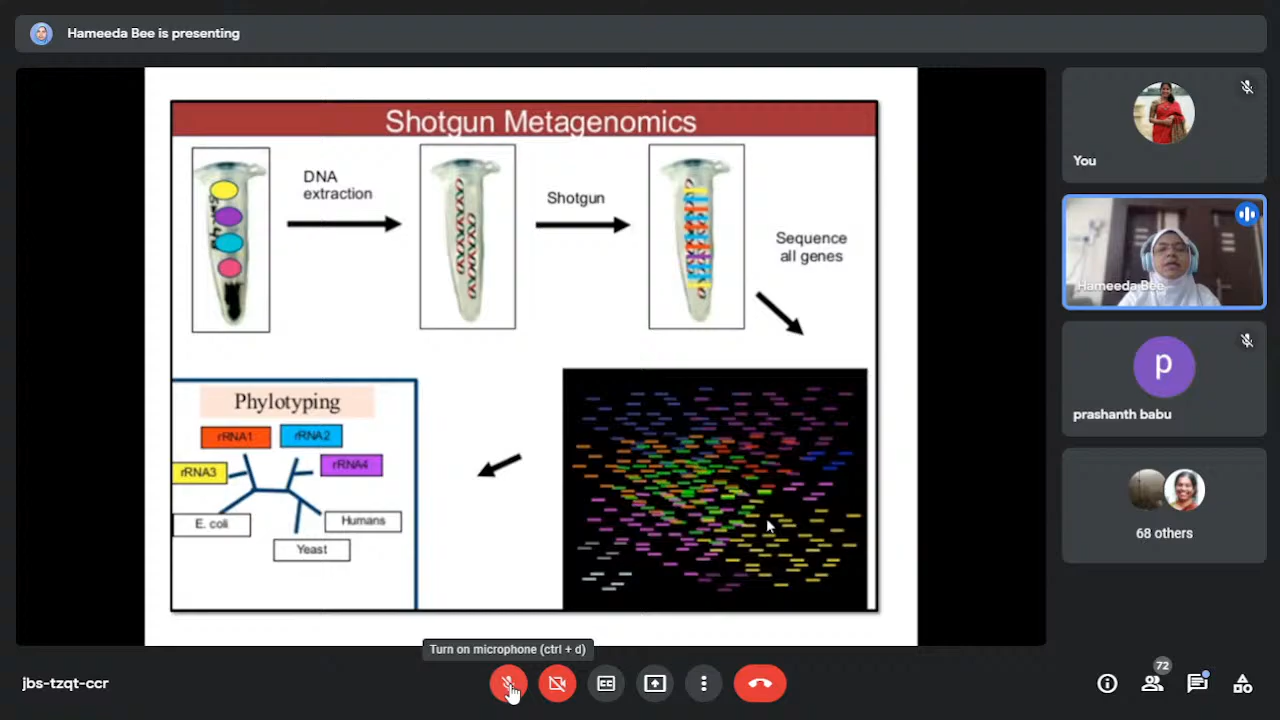 Hameeda Bee is presenting
Shotgun Metagenomics
DNA
extraction
Shotgun
Sequence
all genes
Phylotyping
rRNA1
rRNA2
rRNA3
rRNA4
E. coli
Humans
Yeast
You
Hameeda Bee
p
prashanth babu
68 others
Turn on microphone (ctrl + d)
jbs-tzqt-ccr
72